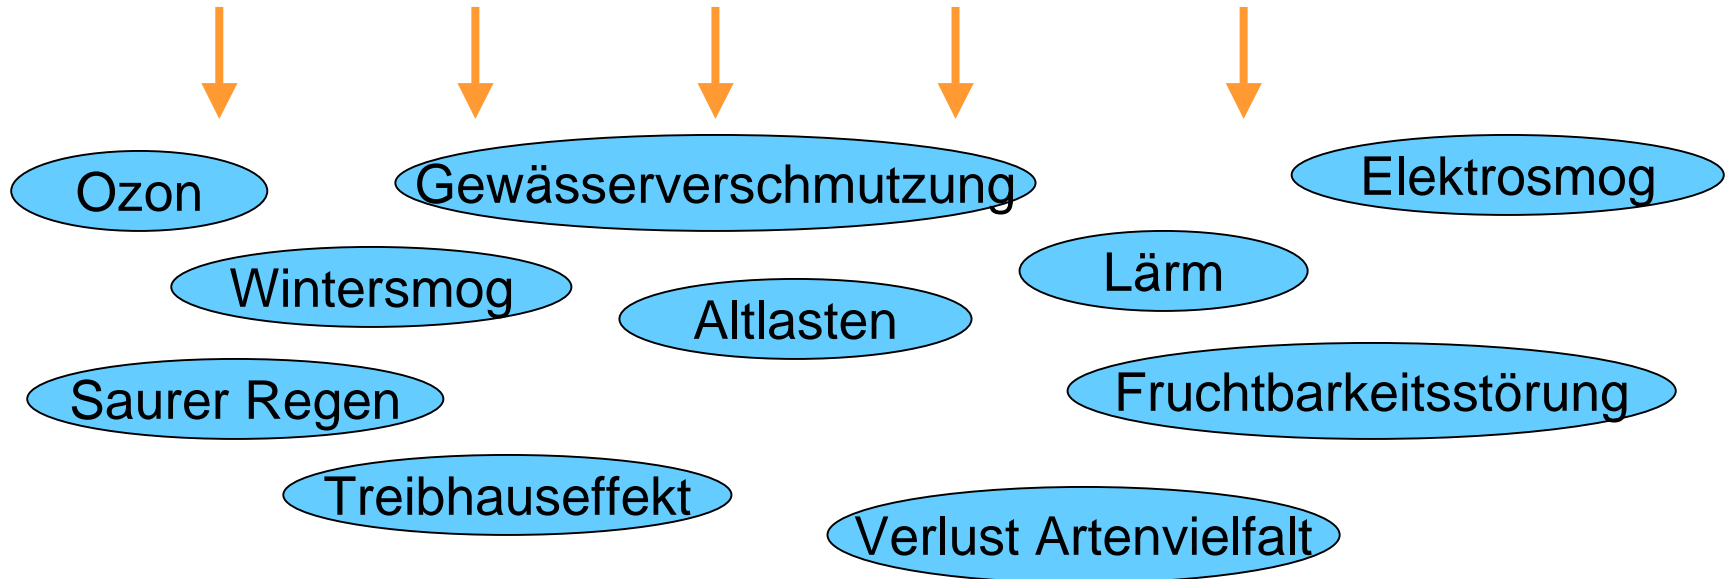 Ozon
Gewässerverschmutzung
Elektrosmog
Wintersmog
Altlasten
Lärm
Saurer Regen
Fruchtbarkeitsstörung
Treibhauseffekt
Verlust Artenvielfalt